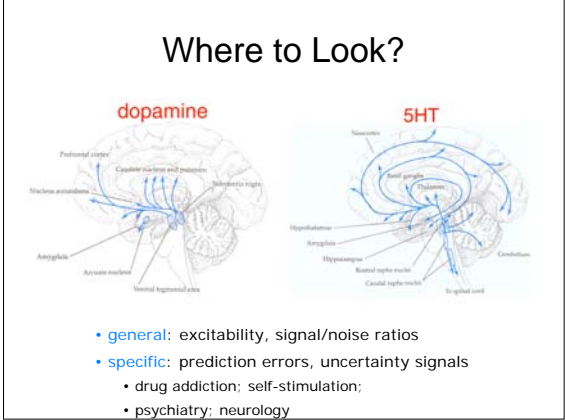 Where to Look?
dopamine
5HT
Prefrontal cortex
Caudate nucleus and putamen
Nucleus accumbens
Substantia nigra
Amygdala
Arcuate nucleus
Ventral tegmental area
Neocortex
Basal ganglia
Thalamus
Hypothalamus
Amygdala
Hippocampus
Rostral raphe nuclei
Caudal raphe nuclei
Cerebellum
To spinal cord
• general: excitability, signal/noise ratios
• specific: prediction errors, uncertainty signals
• drug addiction; self-stimulation;
• psychiatry; neurology